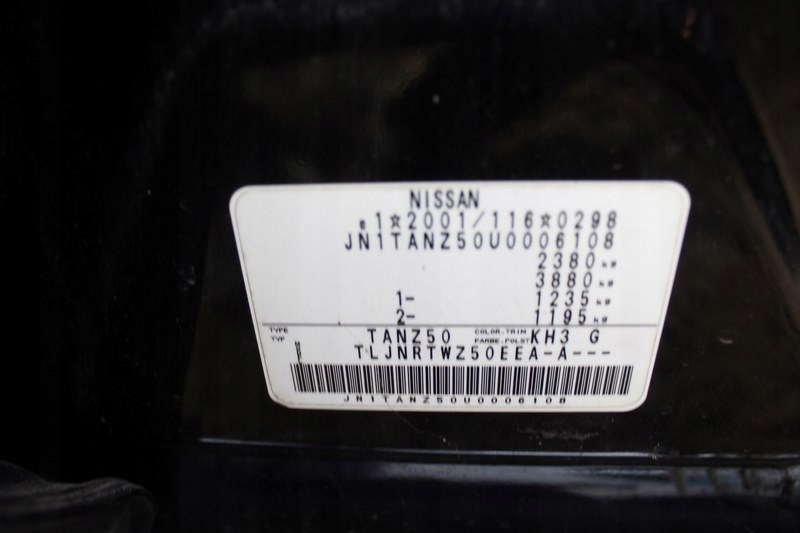 NISSAN
e1☆2001/116☆0298
JN1TANZ50U0006108
2380 kg
3880 kg
1- 1235 kg
2- 1195 kg
TYPE TYP TANZ50 COLOR.TRIM FARBE.POLST KH3 G
TLJNRTWZ50EEA-A---
JN1TANZ50U0006108